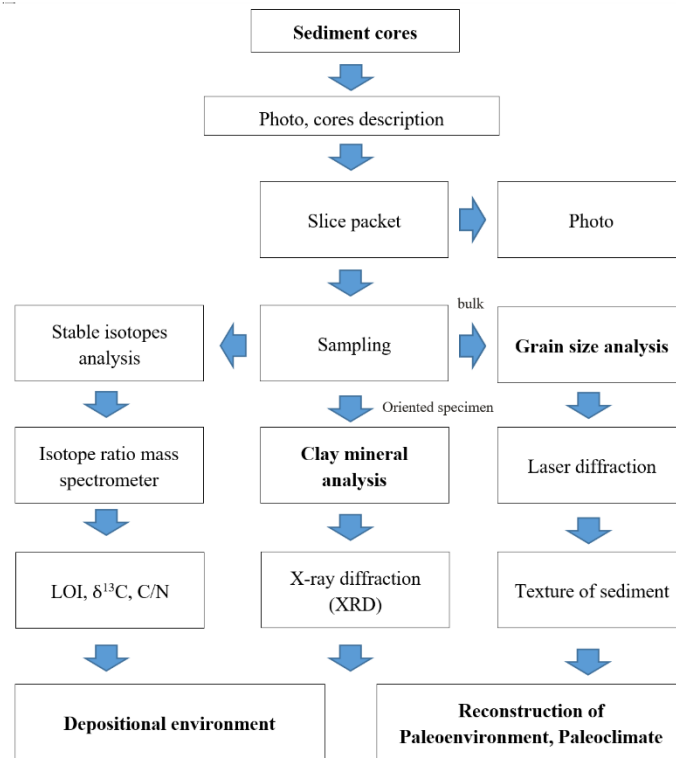 Sediment cores
Photo, cores description
Slice packet
Photo
bulk
Stable isotopes
analysis
Sampling
Grain size analysis
Oriented specimen
Isotope ratio mass
spectrometer
Clay mineral
analysis
Laser diffraction
LOI, δ¹³C, C/N
X-ray diffraction
(XRD)
Texture of sediment
Depositional environment
Reconstruction of
Paleoenvironment, Paleoclimate